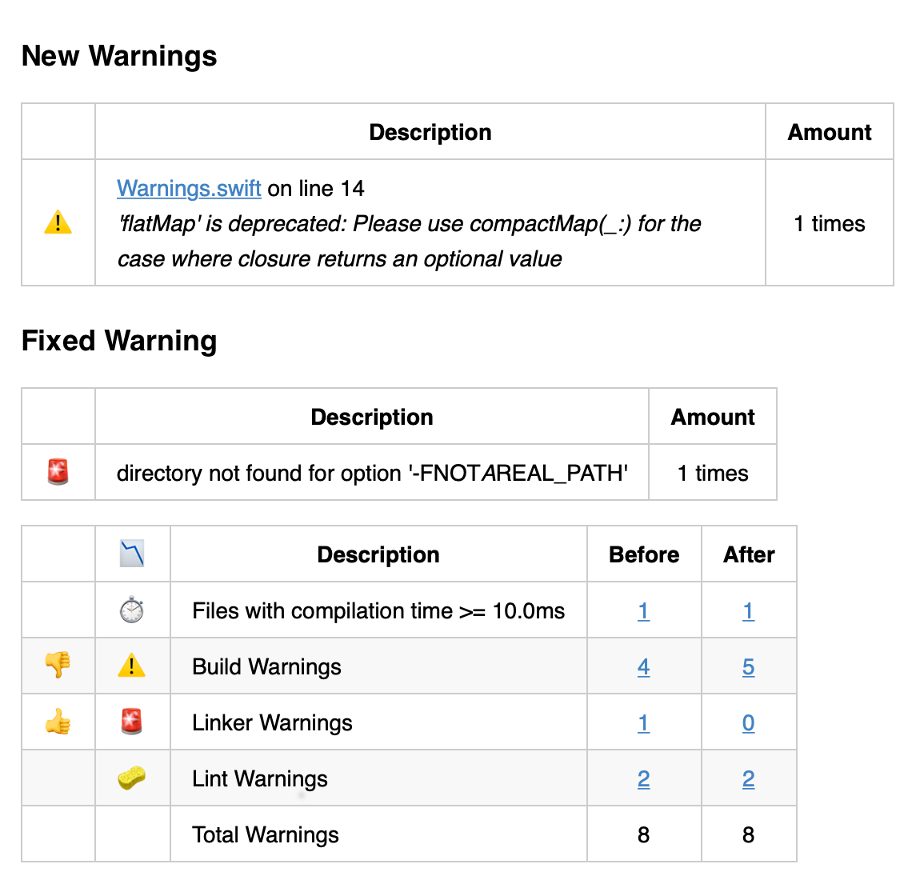 New Warnings
Description Amount
Warnings.swift on line 14
'flatMap' is deprecated: Please use compactMap(_:) for the
case where closure returns an optional value
1 times
Fixed Warning
Description Amount
directory not found for option '-FNOTAREAL_PATH' 1 times
Description Before After
Files with compilation time >= 10.0ms 1 1
Build Warnings 4 5
Linker Warnings 1 0
Lint Warnings 2 2
Total Warnings 8 8